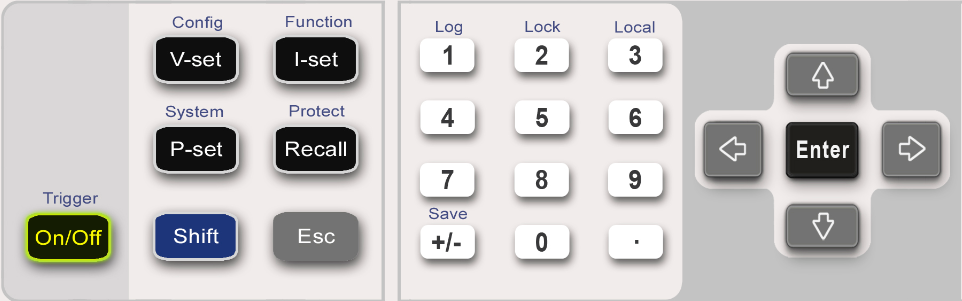 Config Function
V-set I-set
System Protect
P-set Recall
Trigger
On/Off Shift Esc
Log Lock Local
1 2 3
4 5 6
7 8 9
Save
+/- 0 .
Enter